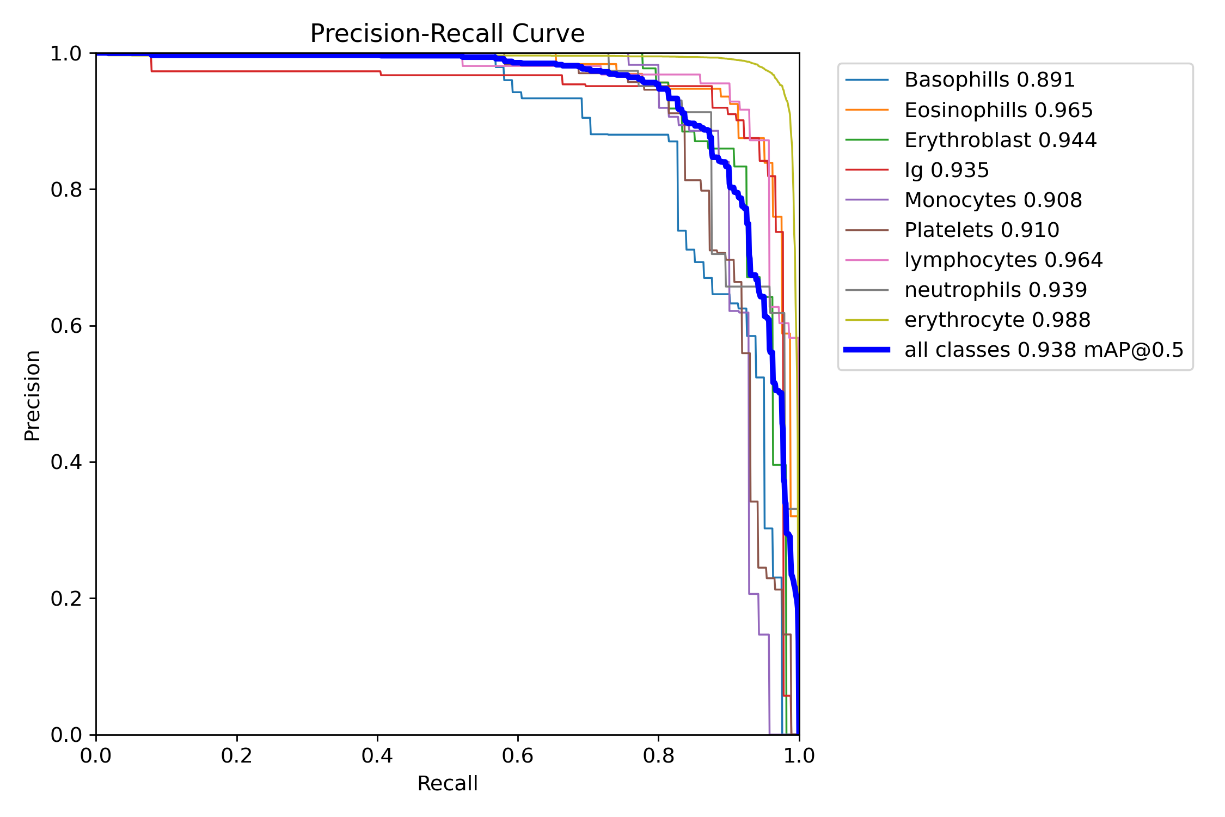 Precision-Recall Curve
1.0
0.8
0.6
0.4
0.2
0.0
Precision
0.0 0.2 0.4 0.6 0.8 1.0
Recall
Basophills 0.891
Eosinophills 0.965
Erythroblast 0.944
Ig 0.935
Monocytes 0.908
Platelets 0.910
lymphocytes 0.964
neutrophils 0.939
erythrocyte 0.988
all classes 0.938 mAP@0.5